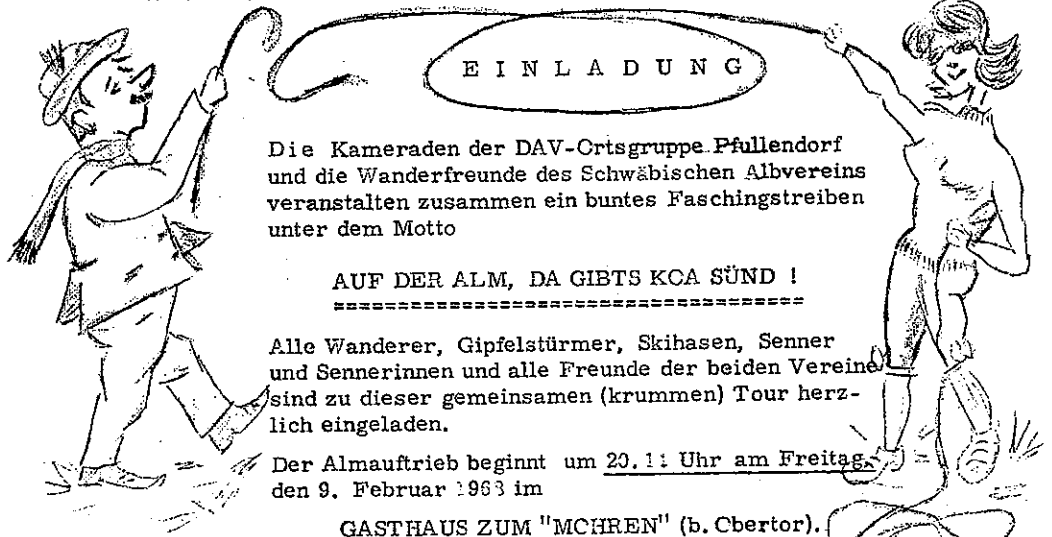 EINLADUNG
Die Kameraden der DAV-Ortsgruppe Pfullendorf
und die Wanderfreunde des Schwäbischen Albvereins
veranstalten zusammen ein buntes Faschingstreiben
unter dem Motto
AUF DER ALM, DA GIBTS KOA SÜND !
Alle Wanderer, Gipfelstürmer, Skihasen, Senner
und Sennerinnen und alle Freunde der beiden Vereine
sind zu dieser gemeinsamen (krummen) Tour herz-
lich eingeladen.
Der Almauftrieb beginnt um 20.11 Uhr am Freitag,
den 9. Februar 1968 im
GASTHAUS ZUM "MOHREN" (b. Obertor).